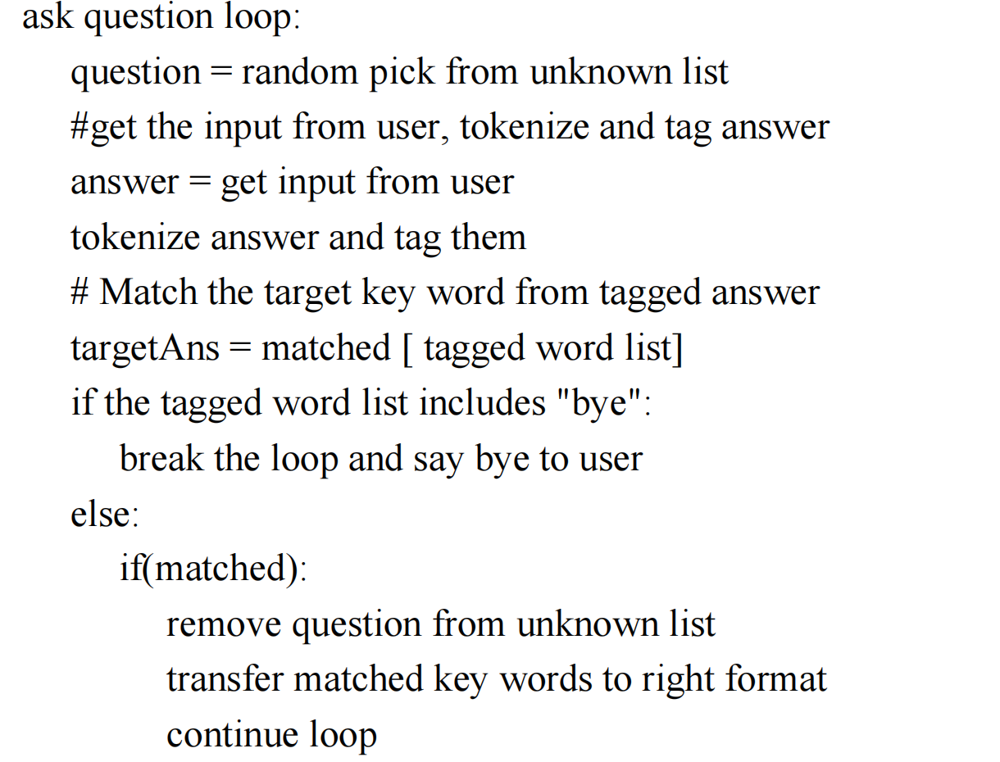 ask question loop:
question = random pick from unknown list
#get the input from user, tokenize and tag answer
answer = get input from user
tokenize answer and tag them
# Match the target key word from tagged answer
targetAns = matched [ tagged word list]
if the tagged word list includes "bye":
break the loop and say bye to user
else:
if(matched):
remove question from unknown list
transfer matched key words to right format
continue loop